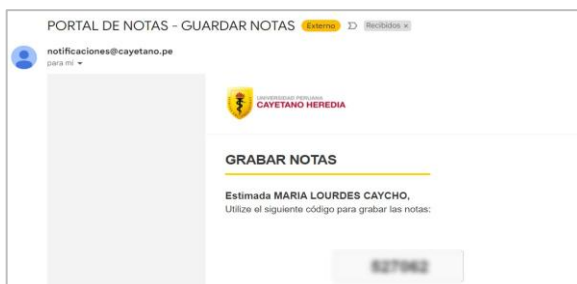 PORTAL DE NOTAS - GUARDAR NOTAS Externo Recibidos x
notificaciones@cayetano.pe
para mí
UNIVERSIDAD PERUANA
CAYETANO HEREDIA
GRABAR NOTAS
Estimada MARIA LOURDES CAYCHO,
Utilize el siguiente código para grabar las notas: